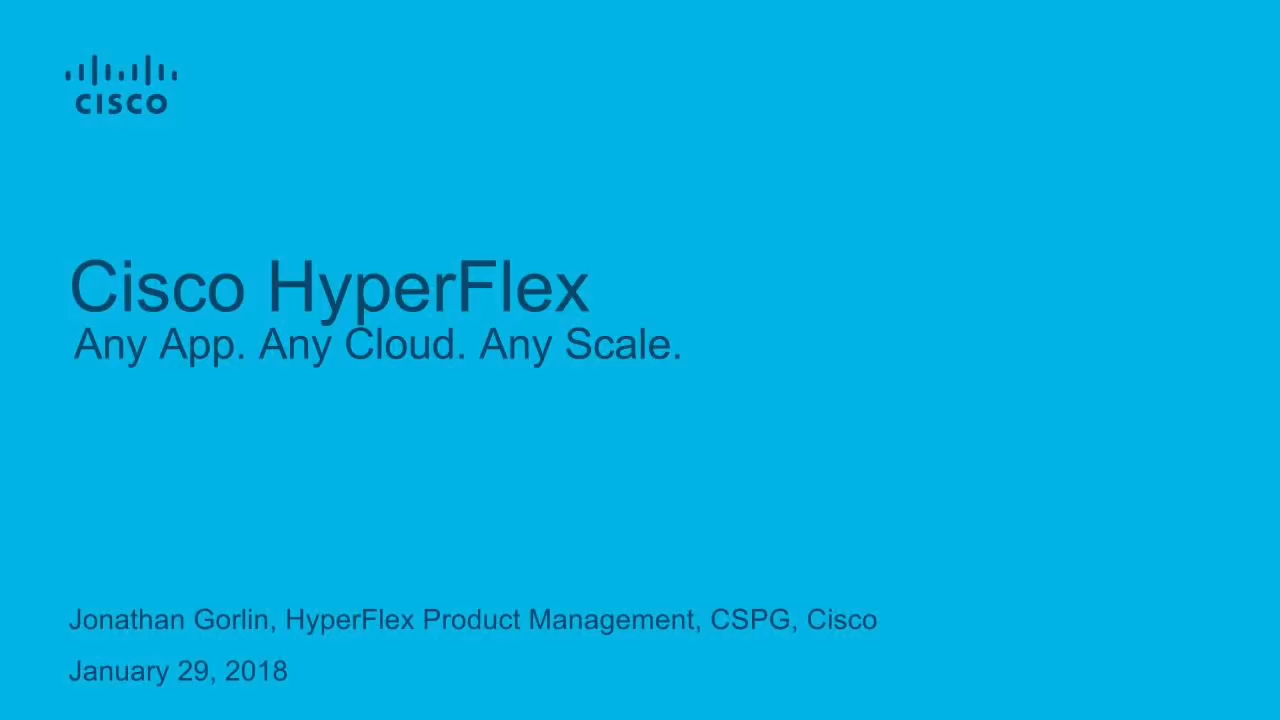 CISCO
Cisco HyperFlex
Any App. Any Cloud. Any Scale.
Jonathan Gorlin, HyperFlex Product Management, CSPG, Cisco
January 29, 2018